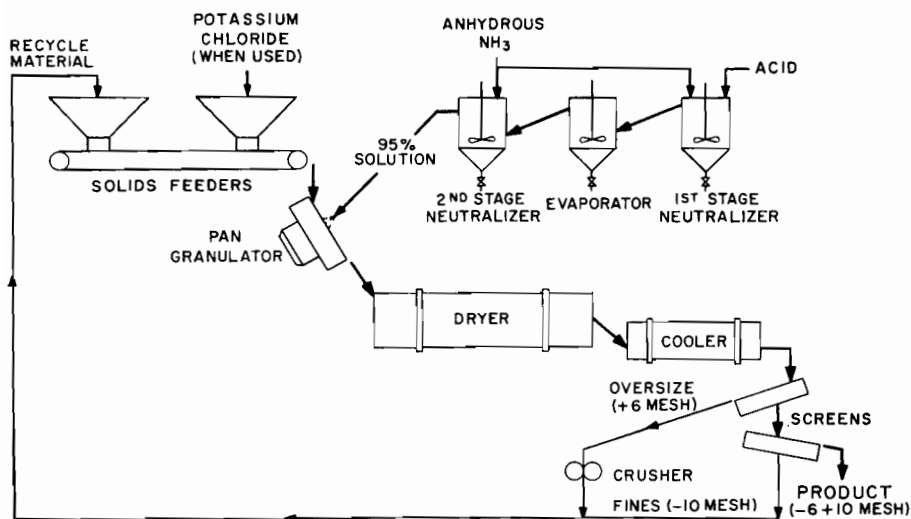 RECYCLE
MATERIAL
POTASSIUM
CHLORIDE
(WHEN USED)
ANHYDROUS
NH3
ACID
95%
SOLUTION
SOLIDS FEEDERS
2ND STAGE
NEUTRALIZER
EVAPORATOR
1ST STAGE
NEUTRALIZER
PAN
GRANULATOR
DRYER
COOLER
OVERSIZE
(+6 MESH)
SCREENS
CRUSHER
FINES (-10 MESH)
PRODUCT
(-6 +10 MESH)